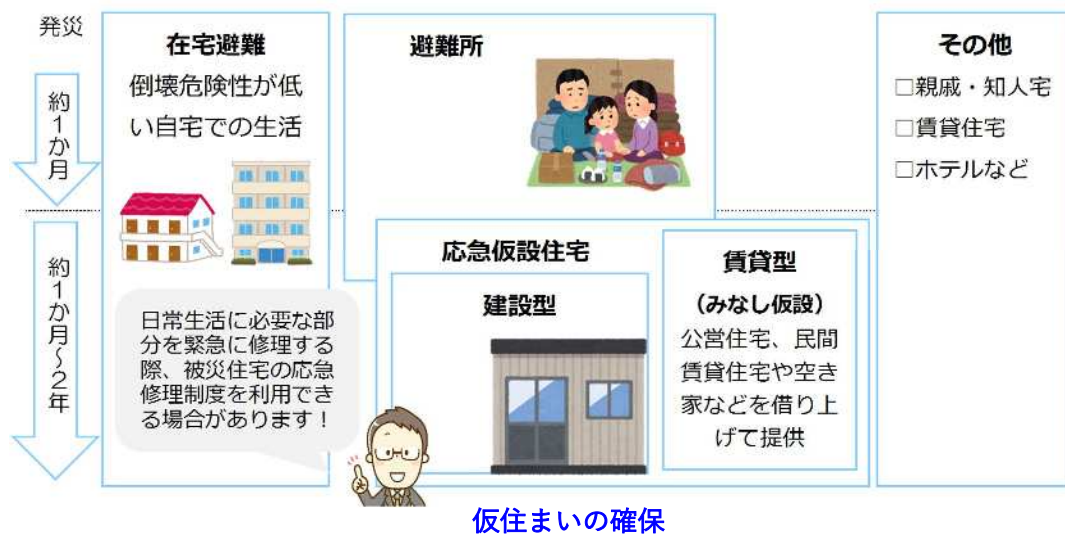 発災
約１か月
約１か月～２年
在宅避難
倒壊危険性が低
い自宅での生活
日常生活に必要な部
分を緊急に修理する
際、被災住宅の応急
修理制度を利用でき
る場合があります！
避難所
応急仮設住宅
建設型
賃貸型
（みなし仮設）
公営住宅、民間
賃貸住宅や空き
家などを借り上
げて提供
その他
□親戚・知人宅
□賃貸住宅
□ホテルなど
仮住まいの確保